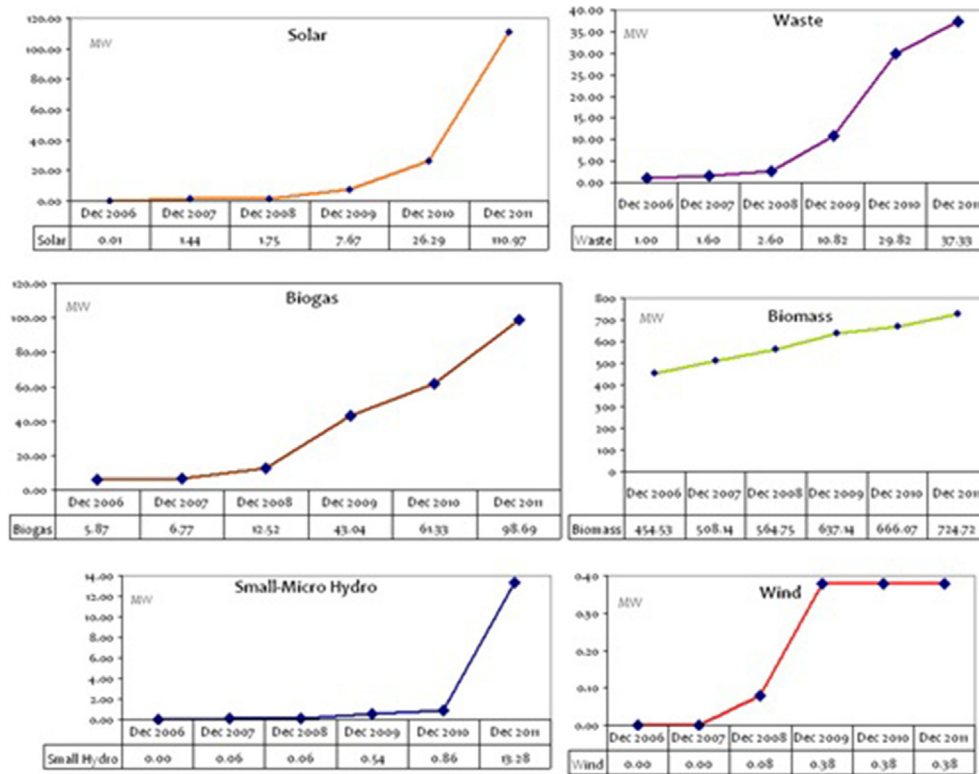 Solar
MW
120.00
100.00
80.00
60.00
40.00
20.00
0.00
Dec 2006 Dec 2007 Dec 2008 Dec 2009 Dec 2010 Dec 2011
Solar 0.01 1.44 1.75 7.67 26.29 110.97
Waste
MW
40.00
35.00
30.00
25.00
20.00
15.00
10.00
5.00
0.00
Dec 2006 Dec 2007 Dec 2008 Dec 2009 Dec 2010 Dec 2011
Waste 1.00 1.60 2.60 10.82 29.82 37.33
Biogas
MW
120.00
100.00
80.00
60.00
40.00
20.00
0.00
Dec 2006 Dec 2007 Dec 2008 Dec 2009 Dec 2010 Dec 2011
Biogas 5.87 6.77 12.52 43.04 61.33 98.69
Biomass
MW
800
700
600
500
400
300
200
100
0
Dec 2006 Dec 2007 Dec 2008 Dec 2009 Dec 2010 Dec 2011
Biomass 454.53 508.14 564.75 637.14 666.07 724.72
Small-Micro Hydro
MW
14.00
12.00
10.00
8.00
6.00
4.00
2.00
0.00
Dec 2006 Dec 2007 Dec 2008 Dec 2009 Dec 2010 Dec 2011
Small Hydro 0.00 0.06 0.06 0.54 0.86 13.28
Wind
MW
0.40
0.30
0.20
0.10
0.00
Dec 2006 Dec 2007 Dec 2008 Dec 2009 Dec 2010 Dec 2011
Wind 0.00 0.00 0.08 0.38 0.38 0.38